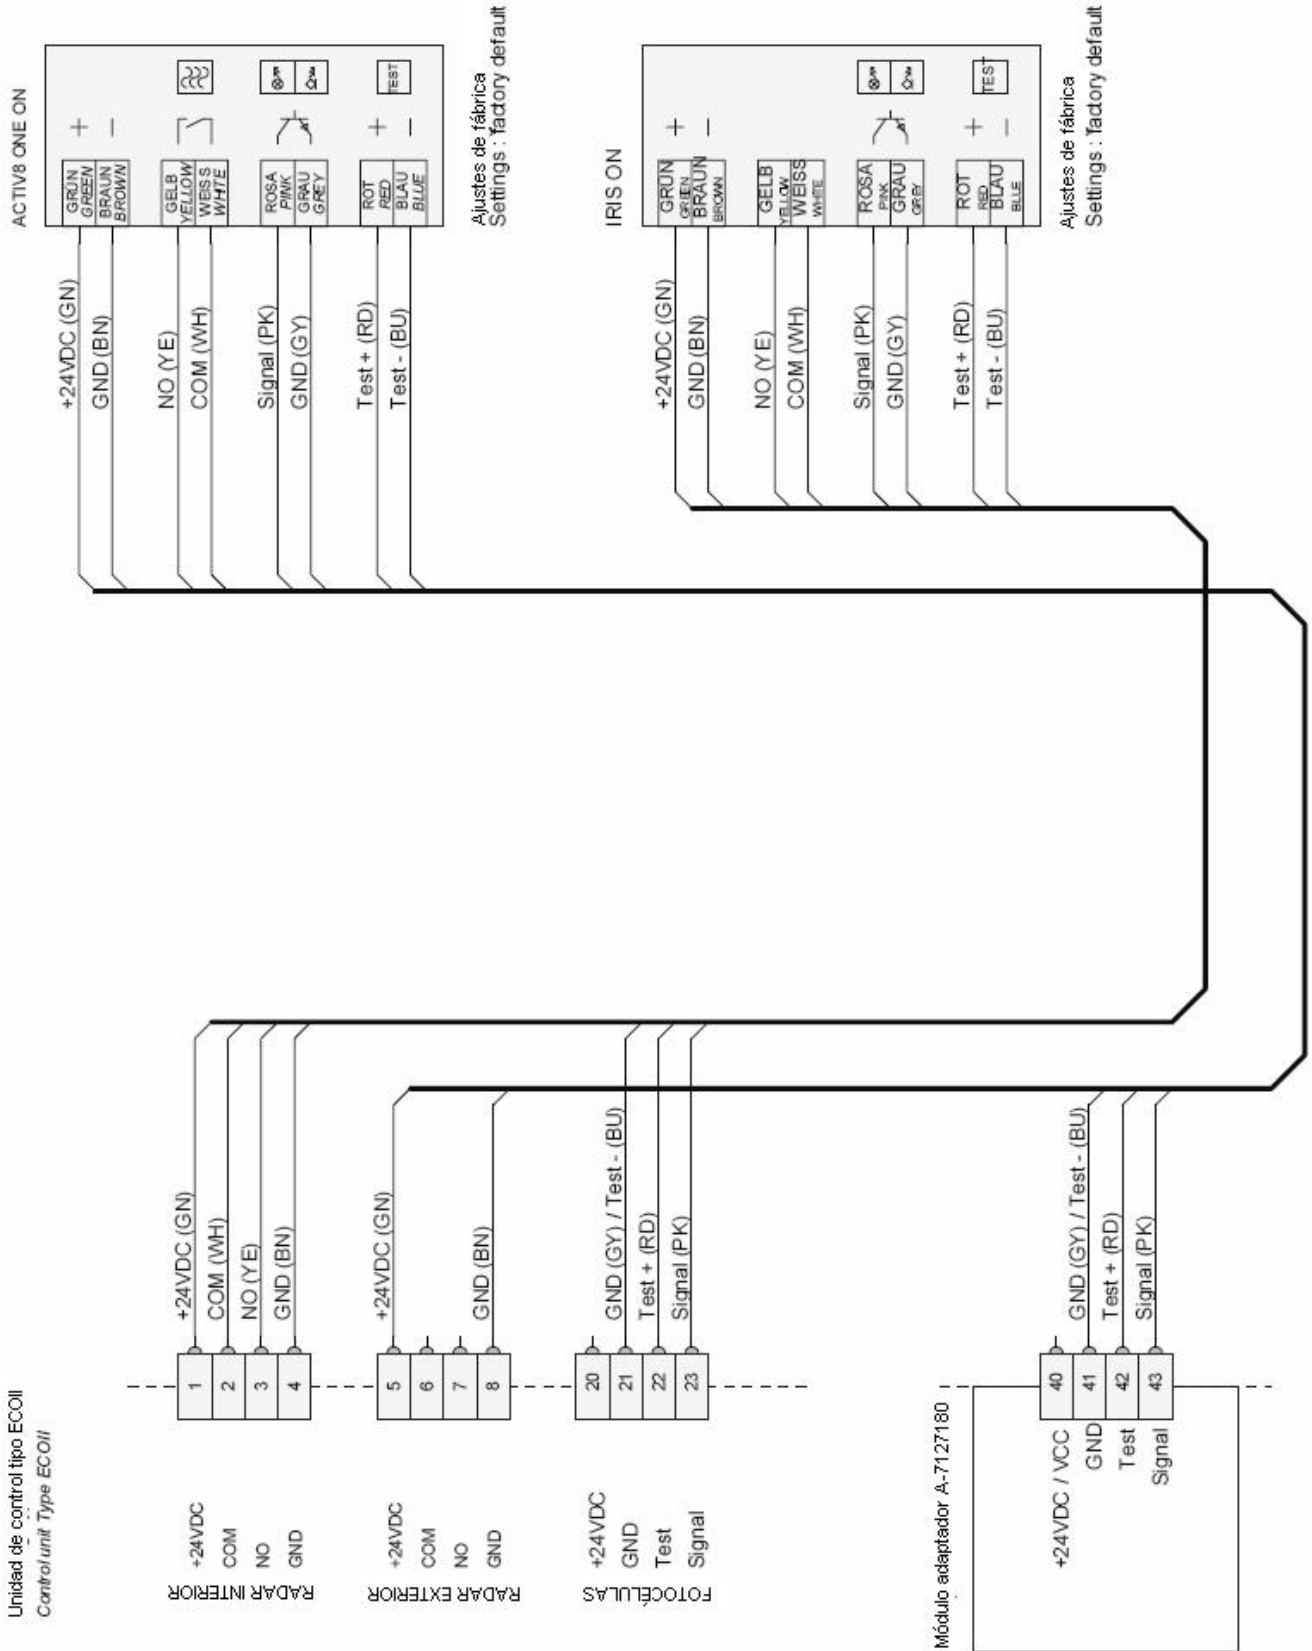 Unidad de control tipo ECOII
Control unit Type ECOII
RADAR INTERIOR
+24VDC
COM
NO
GND
1
2
3
4
+24VDC (GN)
COM (WH)
NO (YE)
GND (BN)
RADAR EXTERIOR
+24VDC
COM
NO
GND
5
6
7
8
+24VDC (GN)
GND (BN)
FOTOCÉLULAS
+24VDC
GND
Test
Signal
20
21
22
23
GND (GY) / Test - (BU)
Test + (RD)
Signal (PK)
Módulo adaptador A-7127180
+24VDC / VCC
GND
Test
Signal
40
41
42
43
GND (GY) / Test - (BU)
Test + (RD)
Signal (PK)
ACTIV8 ONE ON
+24VDC (GN)
GND (BN)
NO (YE)
COM (WH)
Signal (PK)
GND (GY)
Test + (RD)
Test - (BU)
GRÜN
GREEN
BRAUN
BROWN
GELB
YELLOW
WEISS
WHITE
ROSA
PINK
GRAU
GREY
ROT
RED
BLAU
BLUE
+
–
+
–
TEST
Ajustes de fábrica
Settings : factory default
IRIS ON
+24VDC (GN)
GND (BN)
NO (YE)
COM (WH)
Signal (PK)
GND (GY)
Test + (RD)
Test - (BU)
GRÜN
GREEN
BRAUN
BROWN
GELB
YELLOW
WEISS
WHITE
ROSA
PINK
GRAU
GREY
ROT
RED
BLAU
BLUE
+
–
+
–
TEST
Ajustes de fábrica
Settings : factory default